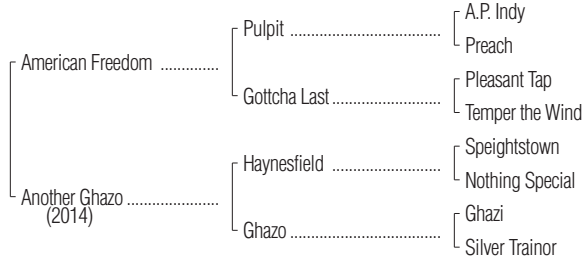 A.P. Indy
Pulpit ..............................................
Preach
American Freedom ..............
Pleasant Tap
Gottcha Last..................................
Temper the Wind
Speightstown
Haynesfield ..................................
Nothing Special
Another Ghazo ......................
(2014)
Ghazi
Ghazo .............................................
Silver Trainor